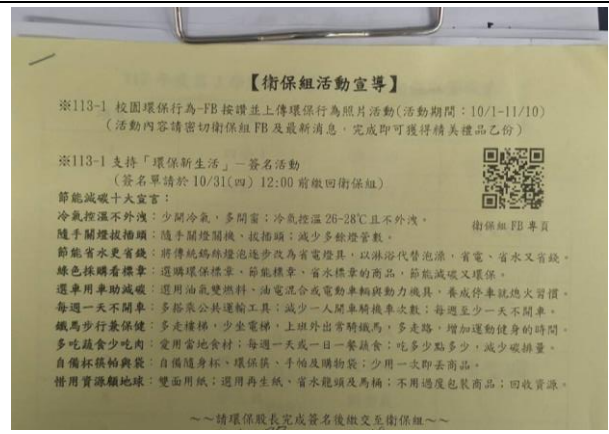 【衛保組活動宣導】
※113-1 校園環保行為-FB 按讚並上傳環保行為照片活動(活動期間：10/1-11/10)
(活動內容請密切衛保組 FB 及最新消息，完成即可獲得精美禮品乙份)
※113-1 支持「環保新生活」－簽名活動
(簽名單請於 10/31(四) 12:00 前繳回衛保組)
節能減碳十大宣言：
冷氣控溫不外洩：少開冷氣，多開窗；冷氣控溫 26-28℃且不外洩。
衛保組 FB 專頁
隨手關燈拔插頭：隨手關燈關機、拔插頭；減少多餘燈管數。
節能省水更省錢：將傳統鎢絲燈泡逐步改為省電燈具，以淋浴代替泡澡，省電、省水又省錢。
綠色採購看標章：選購環保標章、節能標章、省水標章的商品，節能減碳又環保。
選車用車助減碳：選用油氣雙燃料、油電混合或電動車輛與動力機具，養成停車就熄火習慣。
每週一天不開車：多搭乘公共運輸工具；減少一人開車騎機車次數；每週至少一天不開車。
鐵馬步行兼保健：多走樓梯，少坐電梯，上班外出常騎鐵馬，多走路，增加運動健身的時間。
多吃蔬食少吃肉：愛用當地食材；每週一天或一日一餐蔬食；吃多少點多少，減少碳排量。
自備杯筷帕與袋：自備隨身杯、環保筷、手帕及購物袋；少用一次即丟商品。
惜用資源顧地球：雙面用紙；選用再生紙、省水龍頭及馬桶；不用過度包裝商品；回收資源。
~~請環保股長完成簽名後繳交至衛保組~~